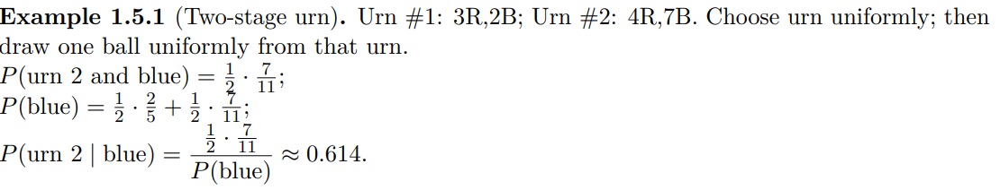 Example 1.5.1 (Two-stage urn). Urn #1: 3R,2B; Urn #2: 4R,7B. Choose urn uniformly; then
draw one ball uniformly from that urn.
P(urn 2 and blue) = 1/2 · 7/11;
P(blue) = 1/2 · 2/5 + 1/2 · 7/11;
P(urn 2 | blue) = (1/2 · 7/11)/P(blue) ≈ 0.614.